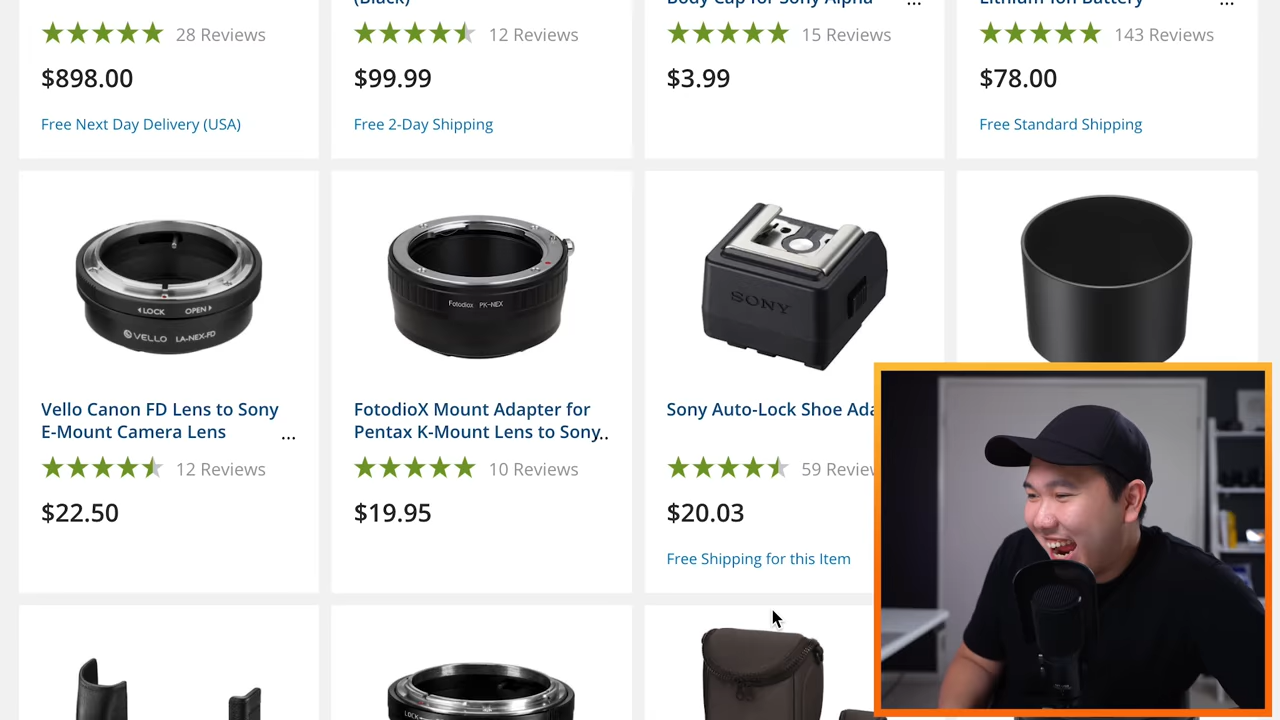 (Black)
Body Cap for Sony Alpha
...
Lithium-Ion Battery
...
28 Reviews
12 Reviews
15 Reviews
143 Reviews
$898.00
$99.99
$3.99
$78.00
Free Next Day Delivery (USA)
Free 2-Day Shipping
Free Standard Shipping
LOCK OPEN
VELLO LA-NEX-FD
Fotodiox PK-NEX
SONY
Vello Canon FD Lens to Sony
E-Mount Camera Lens ...
FotodioX Mount Adapter for
Pentax K-Mount Lens to Sony..
Sony Auto-Lock Shoe Ada
12 Reviews
10 Reviews
59 Review
$22.50
$19.95
$20.03
Free Shipping for this Item
LOCK